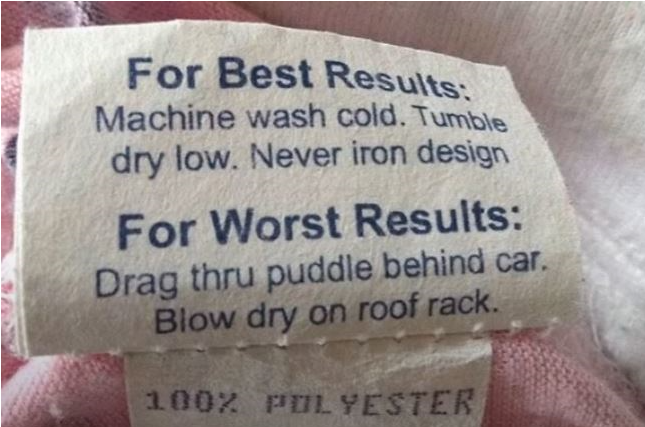 For Best Results:
Machine wash cold. Tumble
dry low. Never iron design
For Worst Results:
Drag thru puddle behind car.
Blow dry on roof rack.
100% POLYESTER